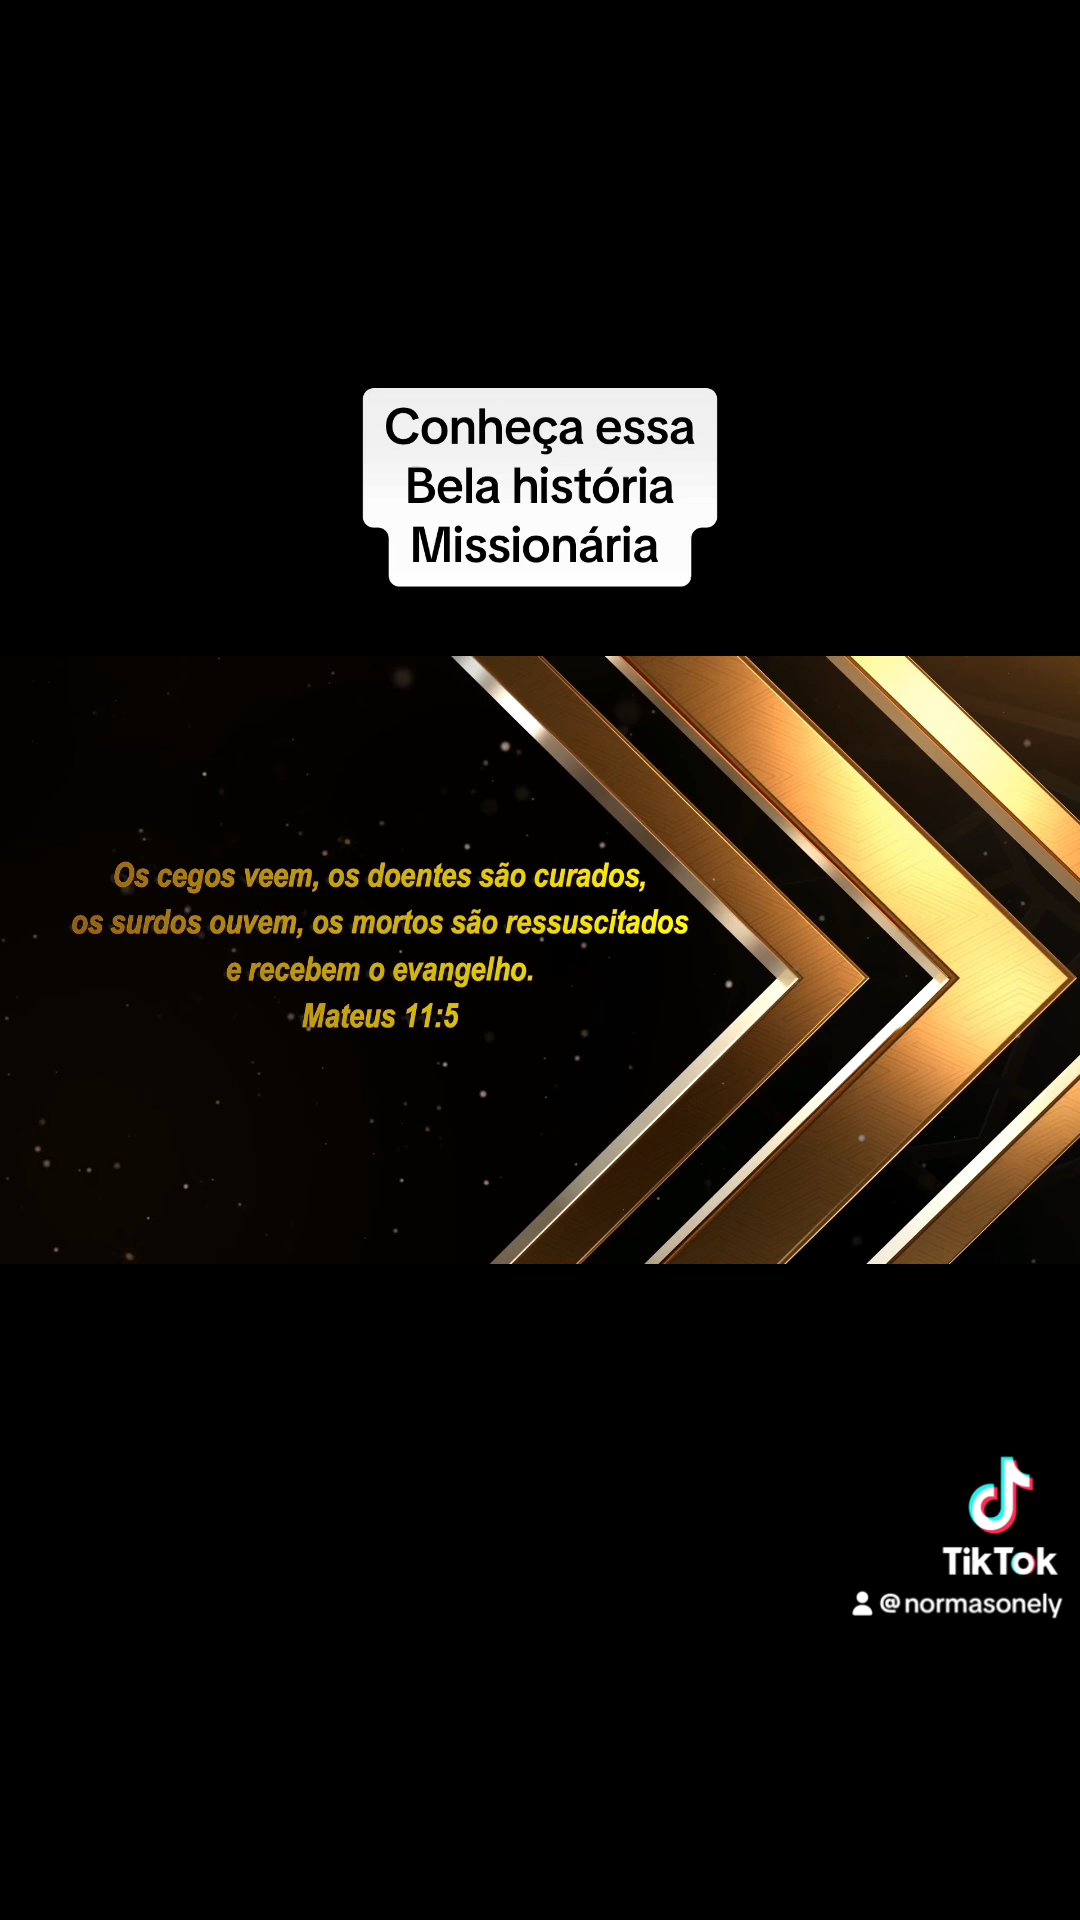 Conheça essa
Bela história
Missionária
Os cegos veem, os doentes são curados,
os surdos ouvem, os mortos são ressuscitados
e recebem o evangelho.
Mateus 11:5
TikTok
@normasonely